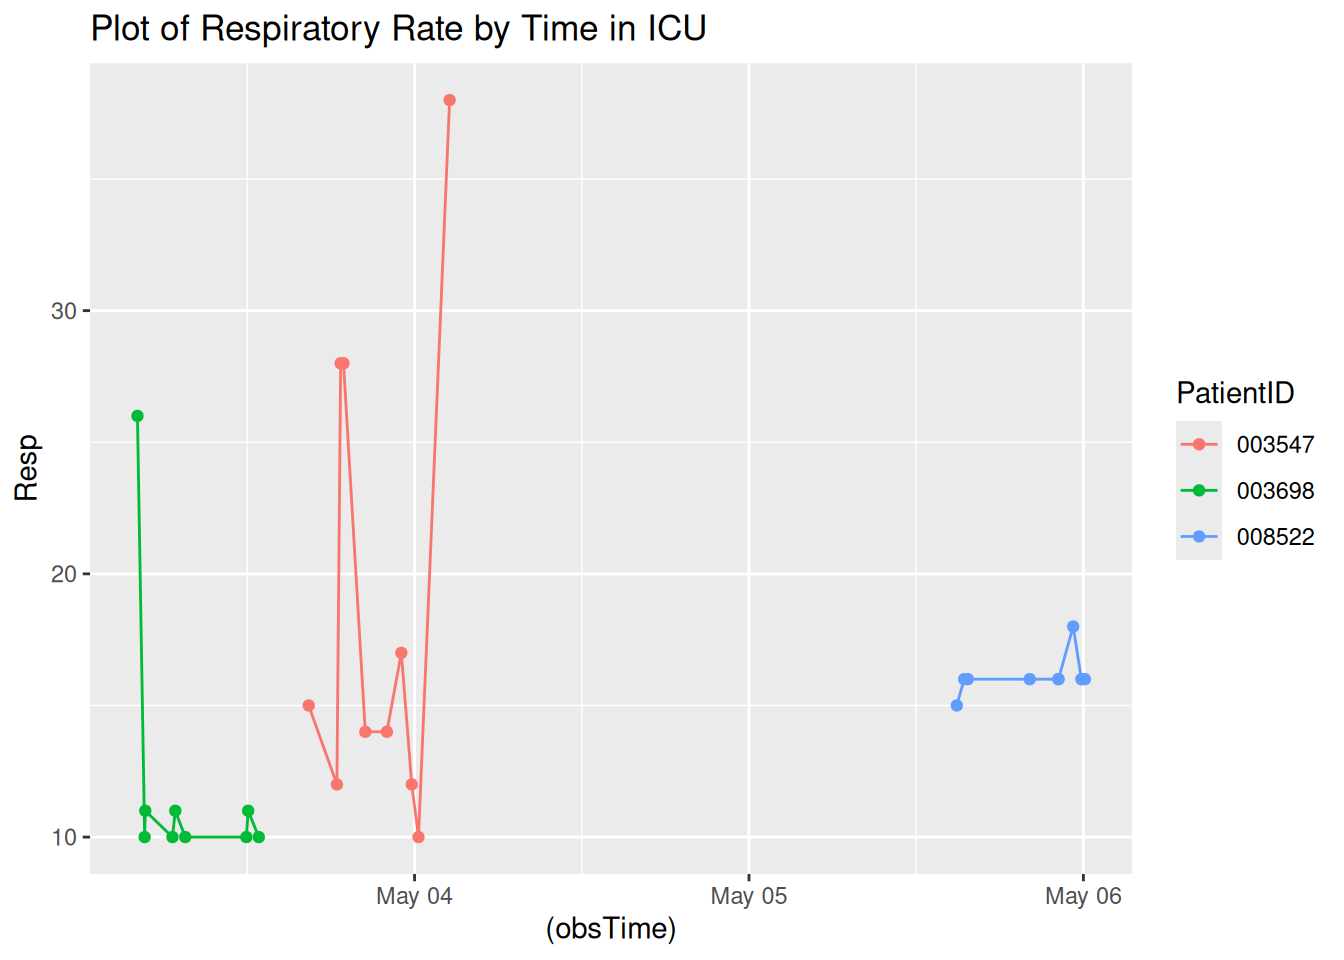 Plot of Respiratory Rate by Time in ICU
Resp
30
20
10
May 04
May 05
May 06
(obsTime)
PatientID
003547
003698
008522